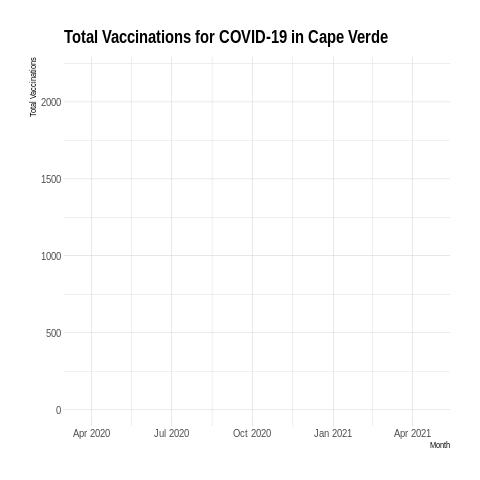 Total Vaccinations for COVID-19 in Cape Verde
Total Vaccinations
2000
1500
1000
500
0
Apr 2020 Jul 2020 Oct 2020 Jan 2021 Apr 2021
Month